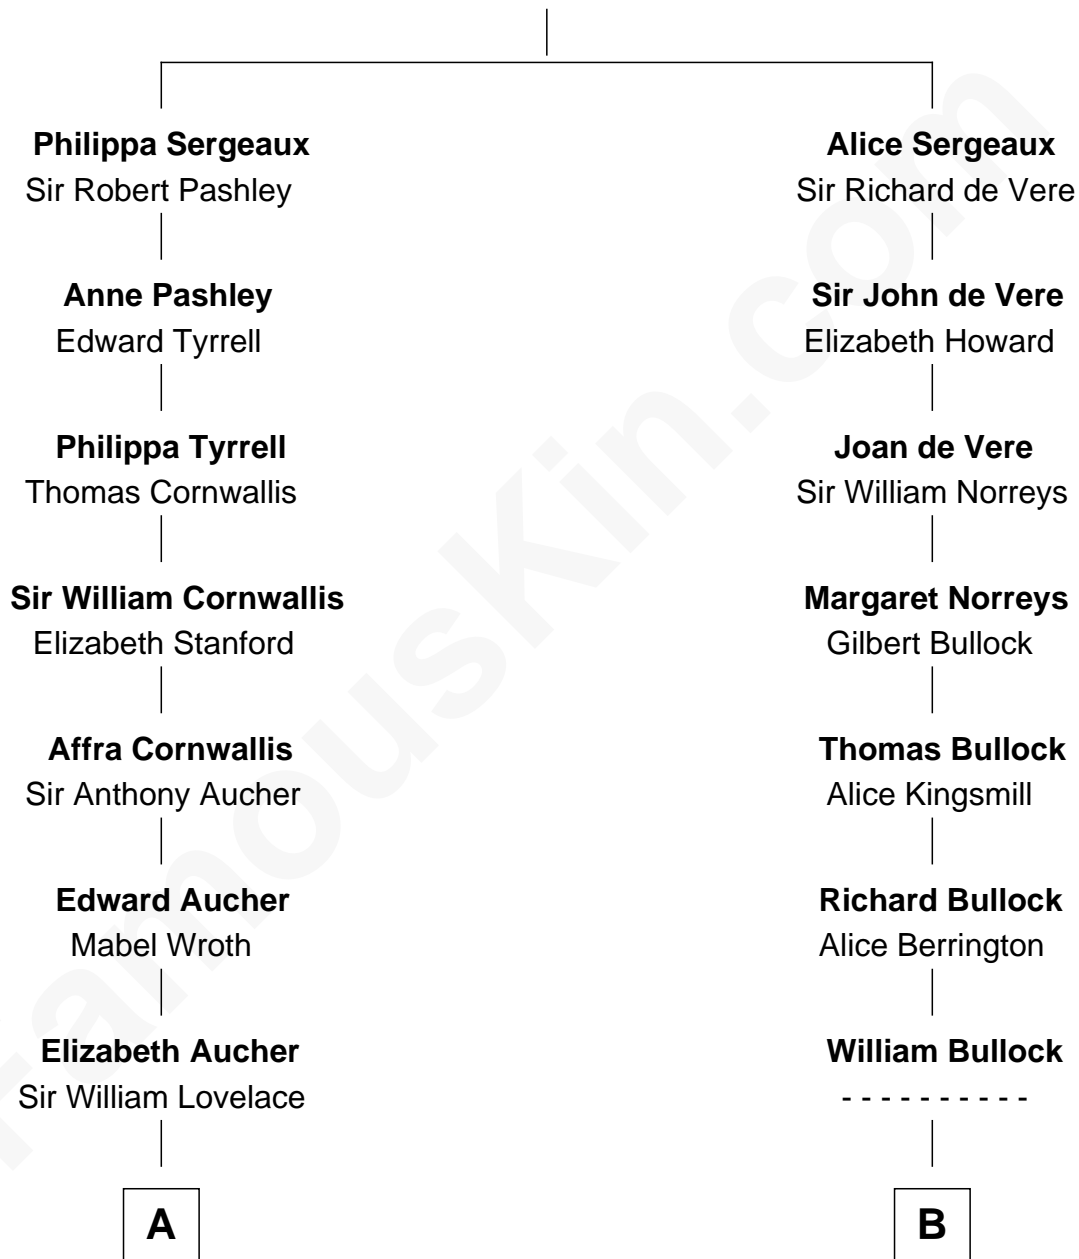 Philippa Sergeaux
Sir Robert Pashley
Anne Pashley
Edward Tyrrell
Philippa Tyrrell
Thomas Cornwallis
Sir William Cornwallis
Elizabeth Stanford
Affra Cornwallis
Sir Anthony Aucher
Edward Aucher
Mabel Wroth
Elizabeth Aucher
Sir William Lovelace
A
Alice Sergeaux
Sir Richard de Vere
Sir John de Vere
Elizabeth Howard
Joan de Vere
Sir William Norreys
Margaret Norreys
Gilbert Bullock
Thomas Bullock
Alice Kingsmill
Richard Bullock
Alice Berrington
William Bullock
- - - - - - - - - -
B
FamousKin.com